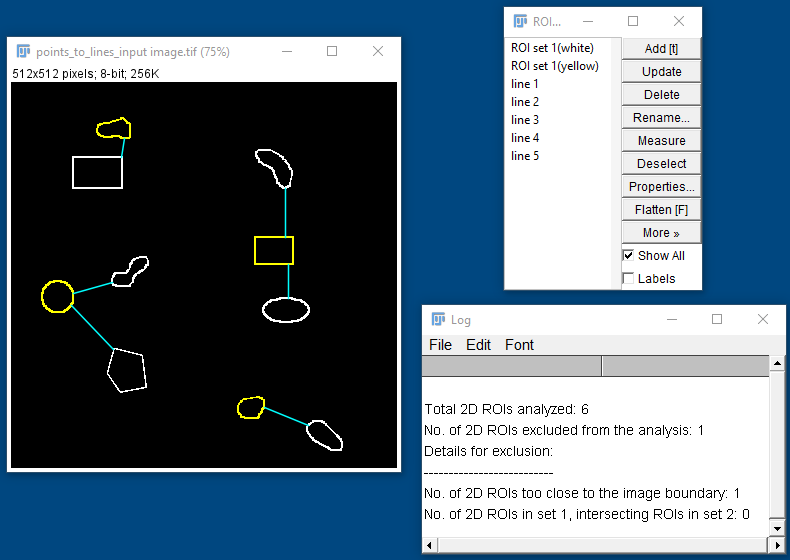 points_to_lines_input image.tif (75%)
512x512 pixels; 8-bit; 256K
ROI...
ROI set 1(white)
ROI set 1(yellow)
line 1
line 2
line 3
line 4
line 5
Add [t]
Update
Delete
Rename...
Measure
Deselect
Properties...
Flatten [F]
More »
Show All
Labels
Log
File Edit Font
Total 2D ROIs analyzed: 6
No. of 2D ROIs excluded from the analysis: 1
Details for exclusion:
--------------------------
No. of 2D ROIs too close to the image boundary: 1
No. of 2D ROIs in set 1, intersecting ROIs in set 2: 0